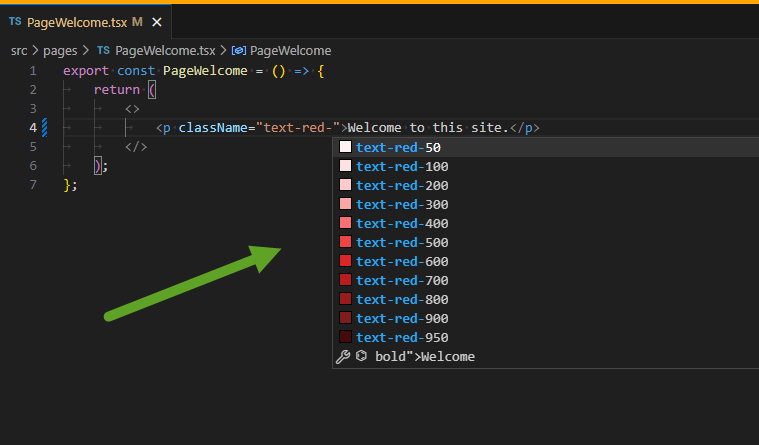 TS PageWelcome.tsx M ×
src > pages > TS PageWelcome.tsx > PageWelcome
1 export const PageWelcome = () => {
2 return (
3 <>
4 <p className="text-red-">Welcome to this site.</p>
5 </>
6 );
7 };
text-red-50
text-red-100
text-red-200
text-red-300
text-red-400
text-red-500
text-red-600
text-red-700
text-red-800
text-red-900
text-red-950
bold">Welcome